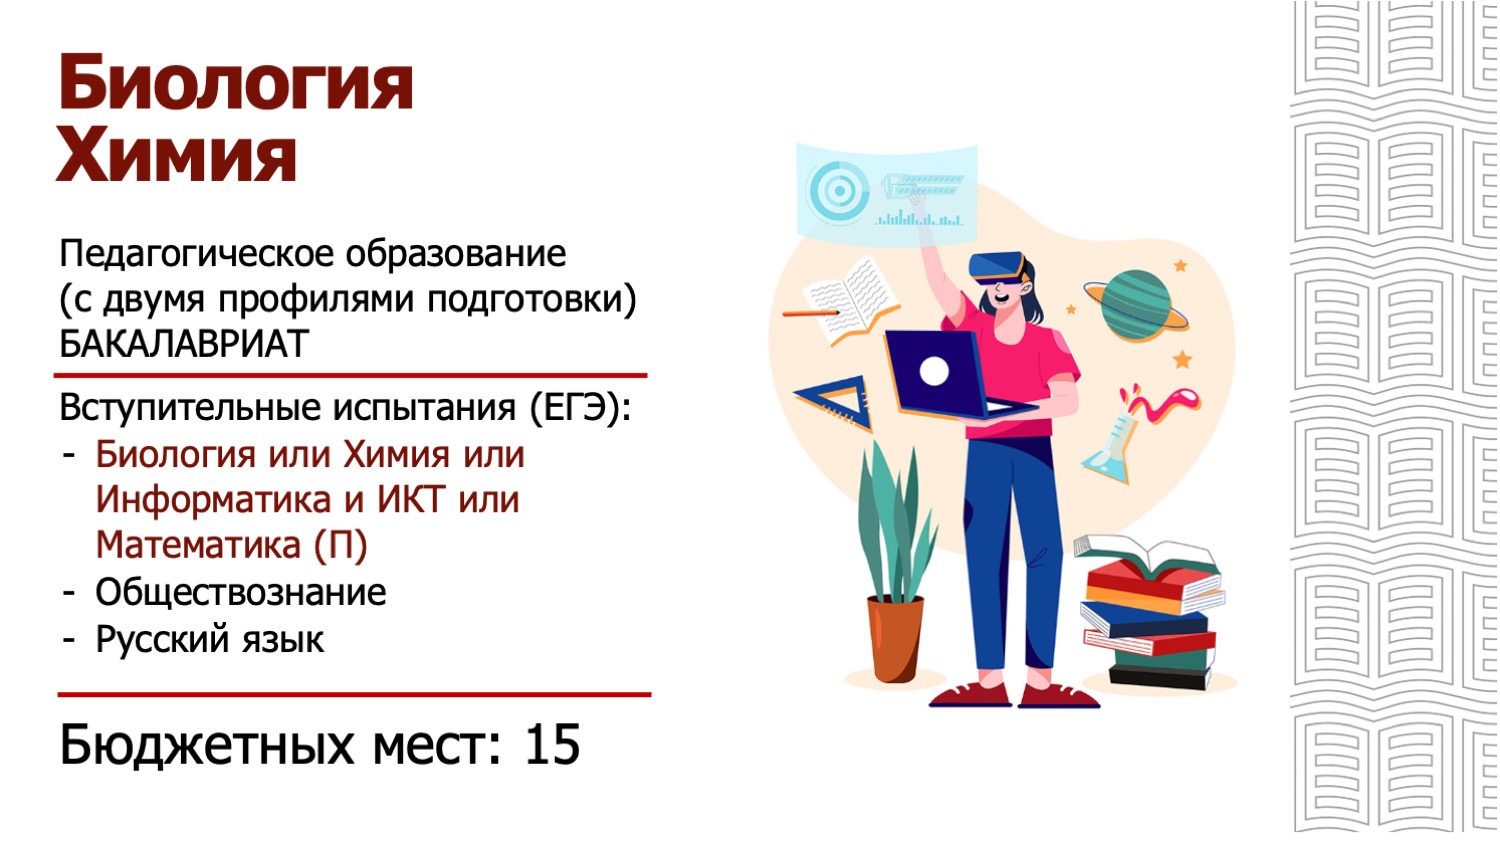 Биология
Химия
Педагогическое образование
(с двумя профилями подготовки)
БАКАЛАВРИАТ
Вступительные испытания (ЕГЭ):
- Биология или Химия или
Информатика и ИКТ или
Математика (П)
- Обществознание
- Русский язык
Бюджетных мест: 15